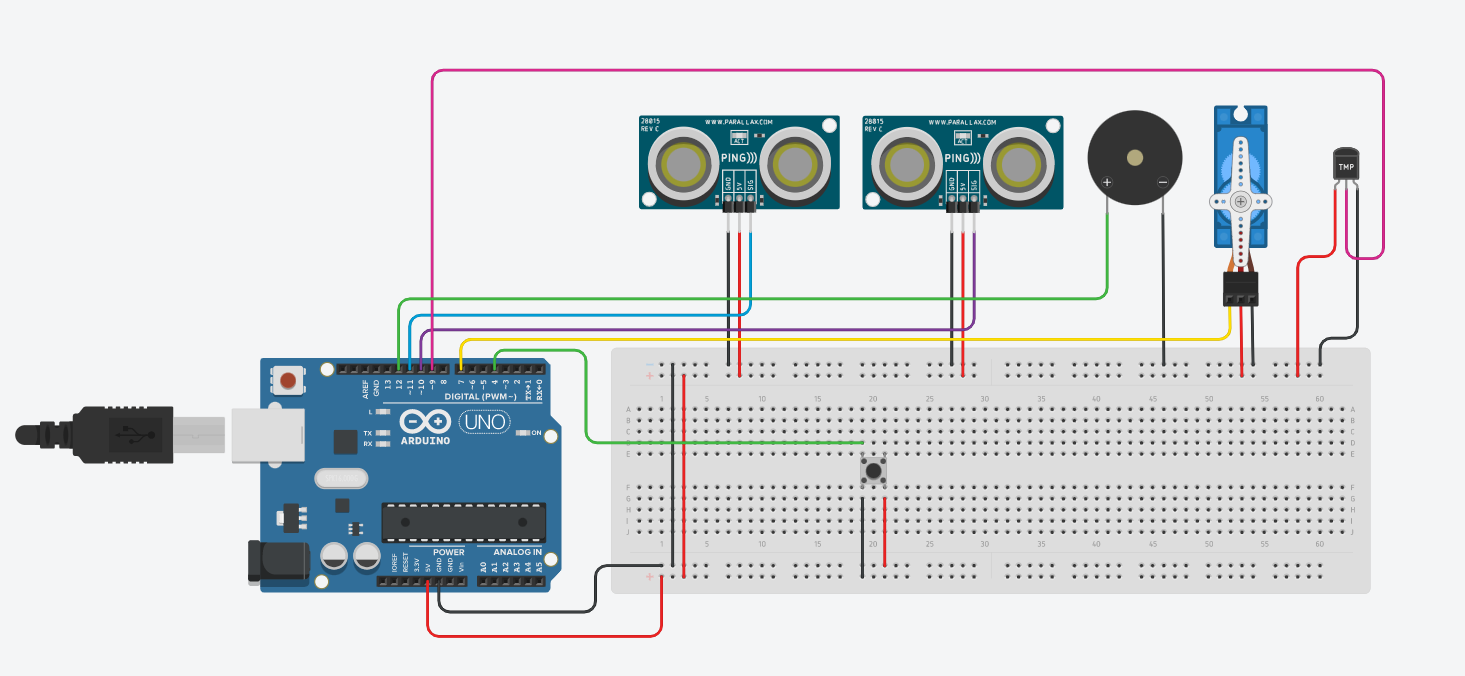 28015
REV C
WWW.PARALLAX.COM
ALT
PING)))
GND
5V
SIG
28015
REV C
WWW.PARALLAX.COM
ALT
PING)))
GND
5V
SIG
+
−
TMP
AREF
GND
13
12
~11
~10
~9
8
7
~6
~5
4
~3
2
TX→1
RX←0
DIGITAL (PWM~)
L
TX
RX
ARDUINO
UNO
ON
POWER
ANALOG IN
IOREF
RESET
3.3V
5V
GND
GND
Vin
A0
A1
A2
A3
A4
A5
−
+
1 5 10 15 20 25 30 35 40 45 50 55 60
A A
B B
C C
D D
E E
F F
G G
H H
I I
J J
1 5 10 15 20 25 30 35 40 45 50 55 60
+